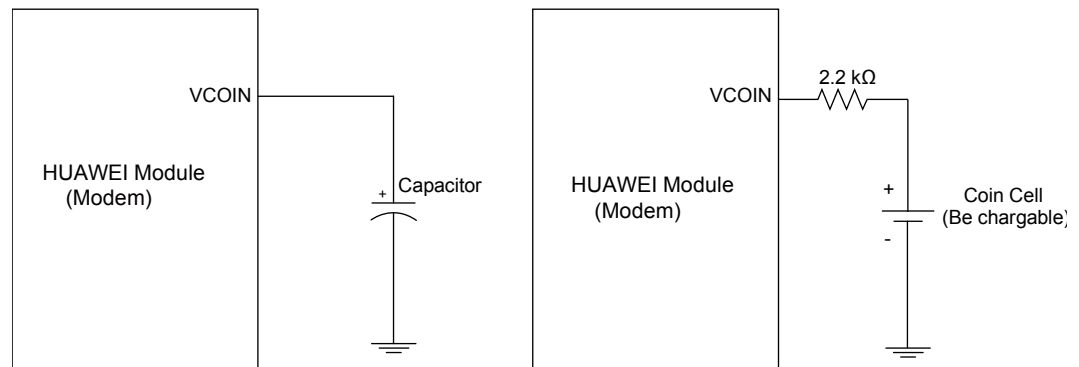 VCOIN
HUAWEI Module
(Modem)
+
Capacitor
2.2 kΩ
VCOIN
HUAWEI Module
(Modem)
+
-
Coin Cell
(Be chargable)